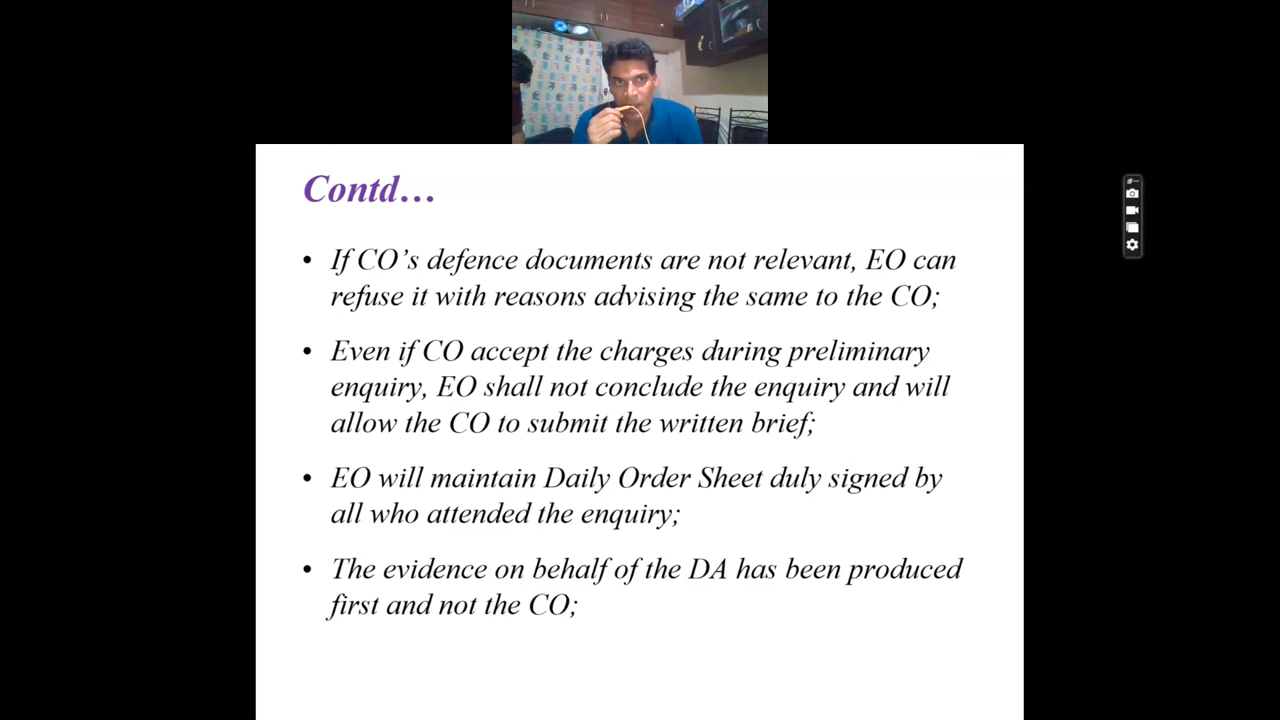 Contd…
• If CO’s defence documents are not relevant, EO can
refuse it with reasons advising the same to the CO;
• Even if CO accept the charges during preliminary
enquiry, EO shall not conclude the enquiry and will
allow the CO to submit the written brief;
• EO will maintain Daily Order Sheet duly signed by
all who attended the enquiry;
• The evidence on behalf of the DA has been produced
first and not the CO;